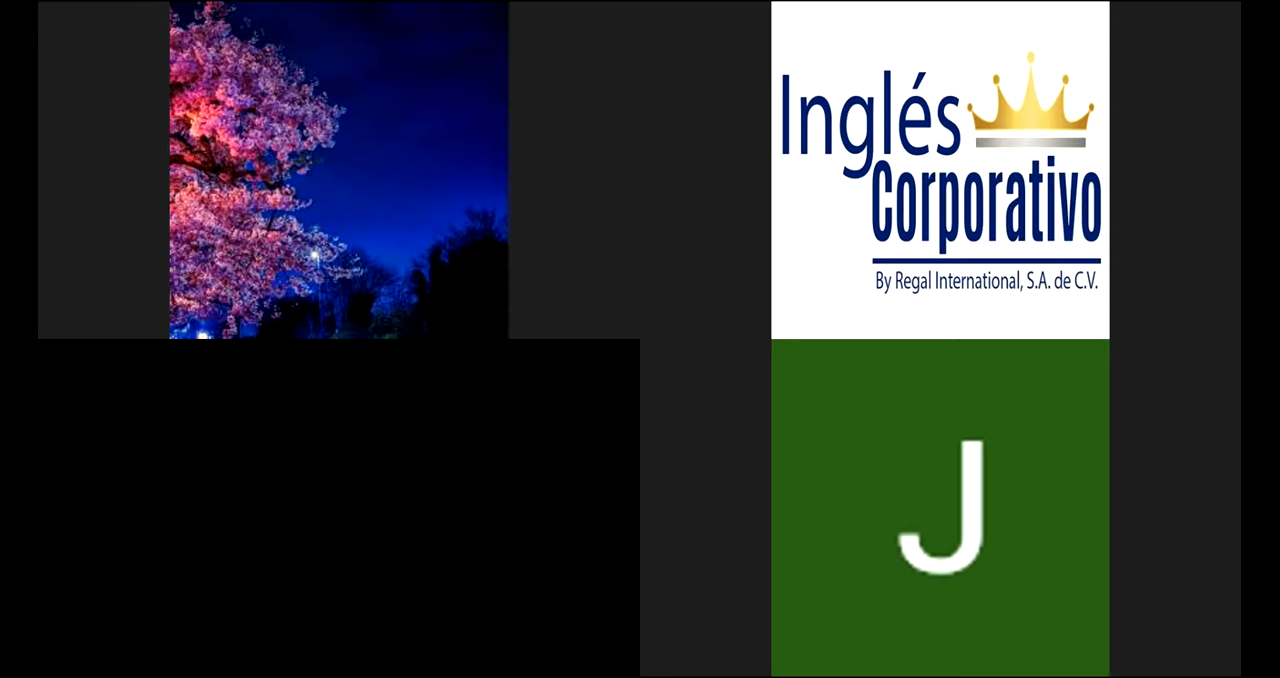 Inglés
Corporativo
By Regal International, S.A. de C.V.
J